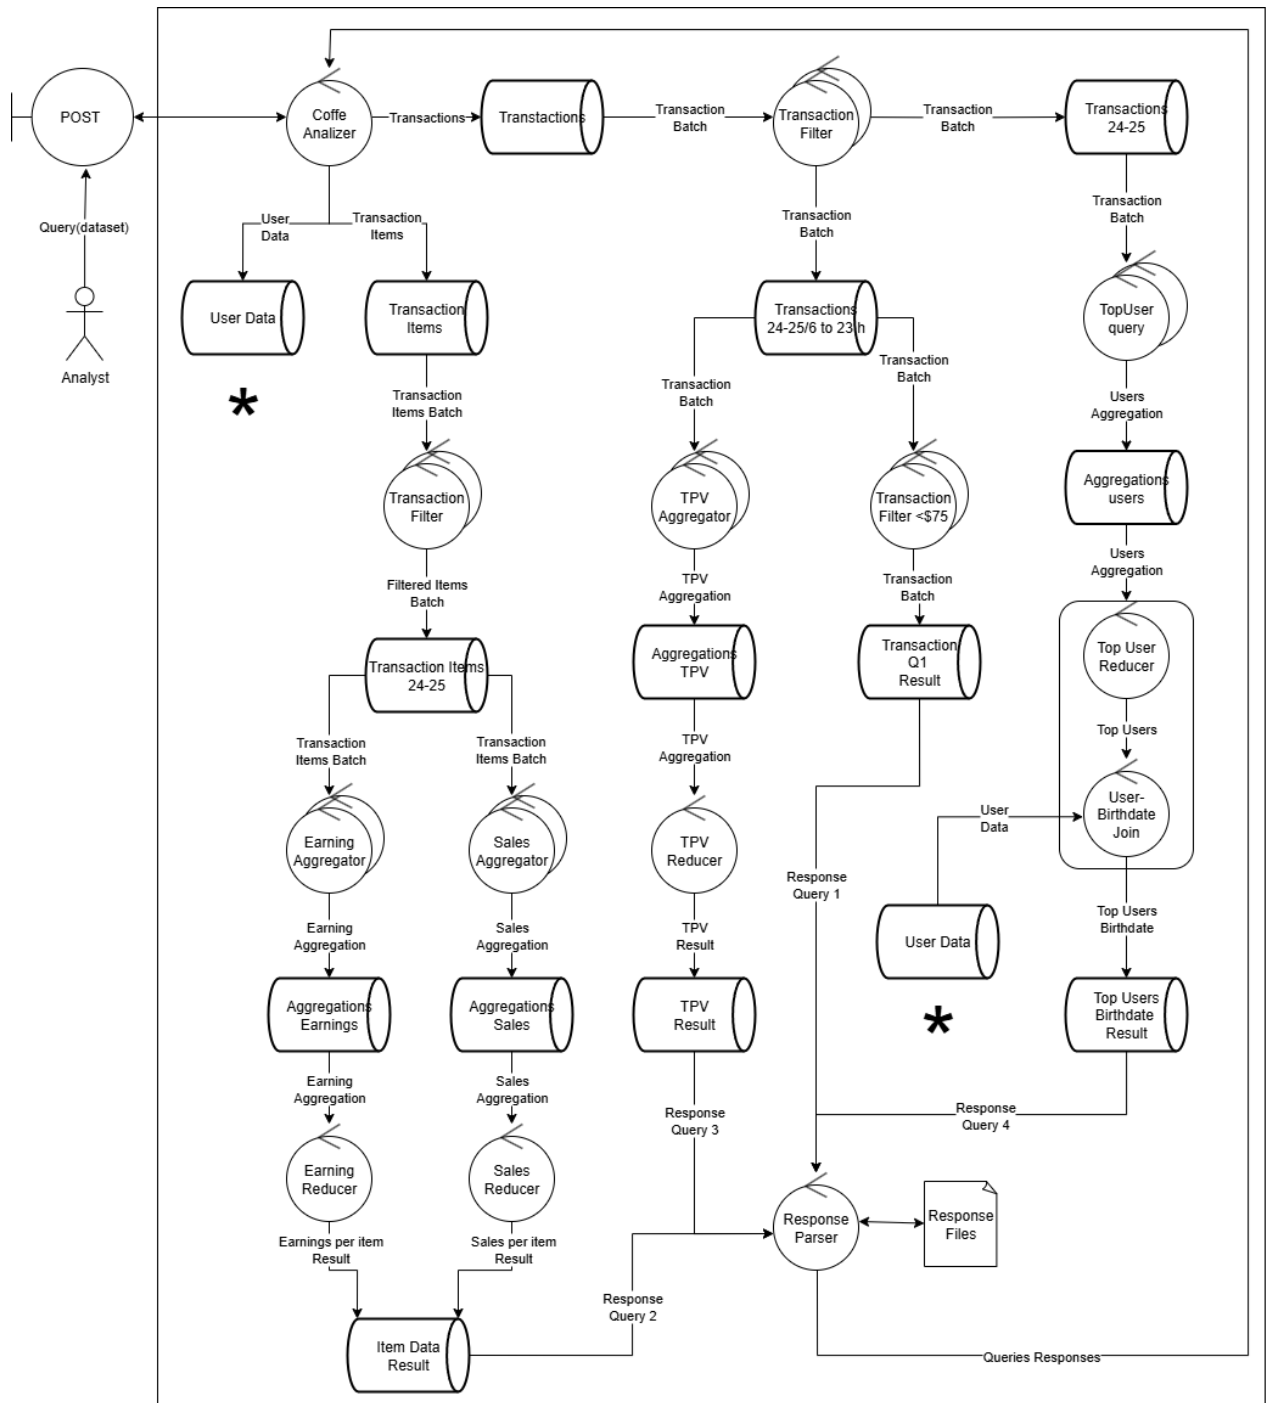 POST
Coffe
Analizer
Transactions
Transtactions
Transaction
Batch
Transaction
Filter
Transaction
Batch
Transactions
24-25
Query(dataset)
Analyst
User
Data
Transaction
Items
Transaction
Batch
Transaction
Batch
User Data
*
Transaction
Items
Transactions
24-25/6 to 23 h
TopUser
query
Transaction
Items Batch
Transaction
Batch
Transaction
Batch
Users
Aggregation
Transaction
Filter
TPV
Aggregator
Transaction
Filter <$75
Aggregations
users
Filtered Items
Batch
TPV
Aggregation
Transaction
Batch
Users
Aggregation
Transaction Items
24-25
Aggregations
TPV
Transaction
Q1
Result
Top User
Reducer
Transaction
Items Batch
Transaction
Items Batch
TPV
Aggregation
Top Users
Earning
Aggregator
Sales
Aggregator
TPV
Reducer
User
Data
User-
Birthdate
Join
Response
Query 1
Earning
Aggregation
Sales
Aggregation
TPV
Result
User Data
*
Top Users
Birthdate
Aggregations
Earnings
Aggregations
Sales
TPV
Result
Top Users
Birthdate
Result
Earning
Aggregation
Sales
Aggregation
Response
Query 3
Response
Query 4
Earning
Reducer
Sales
Reducer
Response
Parser
Response
Files
Earnings per item
Result
Sales per item
Result
Response
Query 2
Item Data
Result
Queries Responses